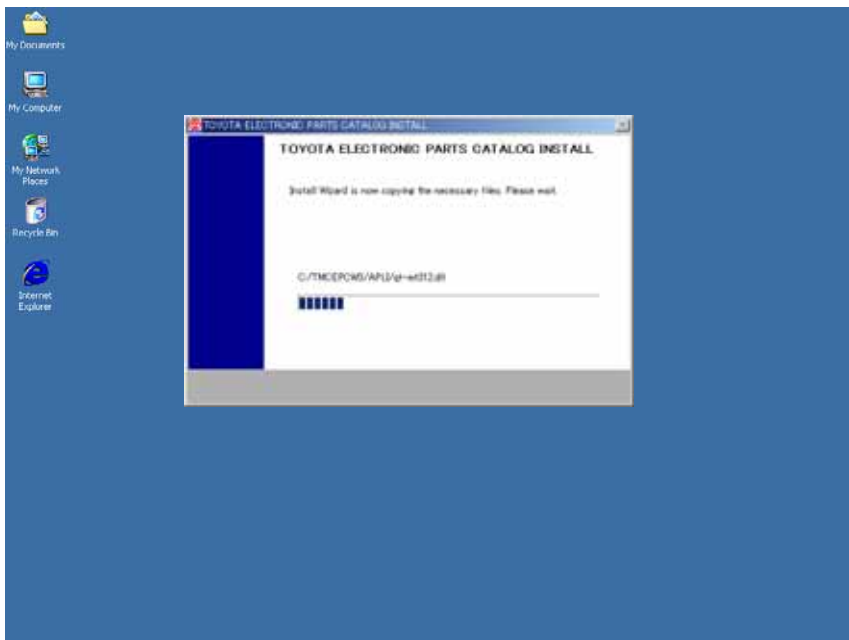 My Documents
My Computer
My Network
Places
Recycle Bin
Internet
Explorer
TOYOTA ELECTRONIC PARTS CATALOG INSTALL
TOYOTA ELECTRONIC PARTS CATALOG INSTALL
Install Wizard is now copying the necessary files. Please wait.